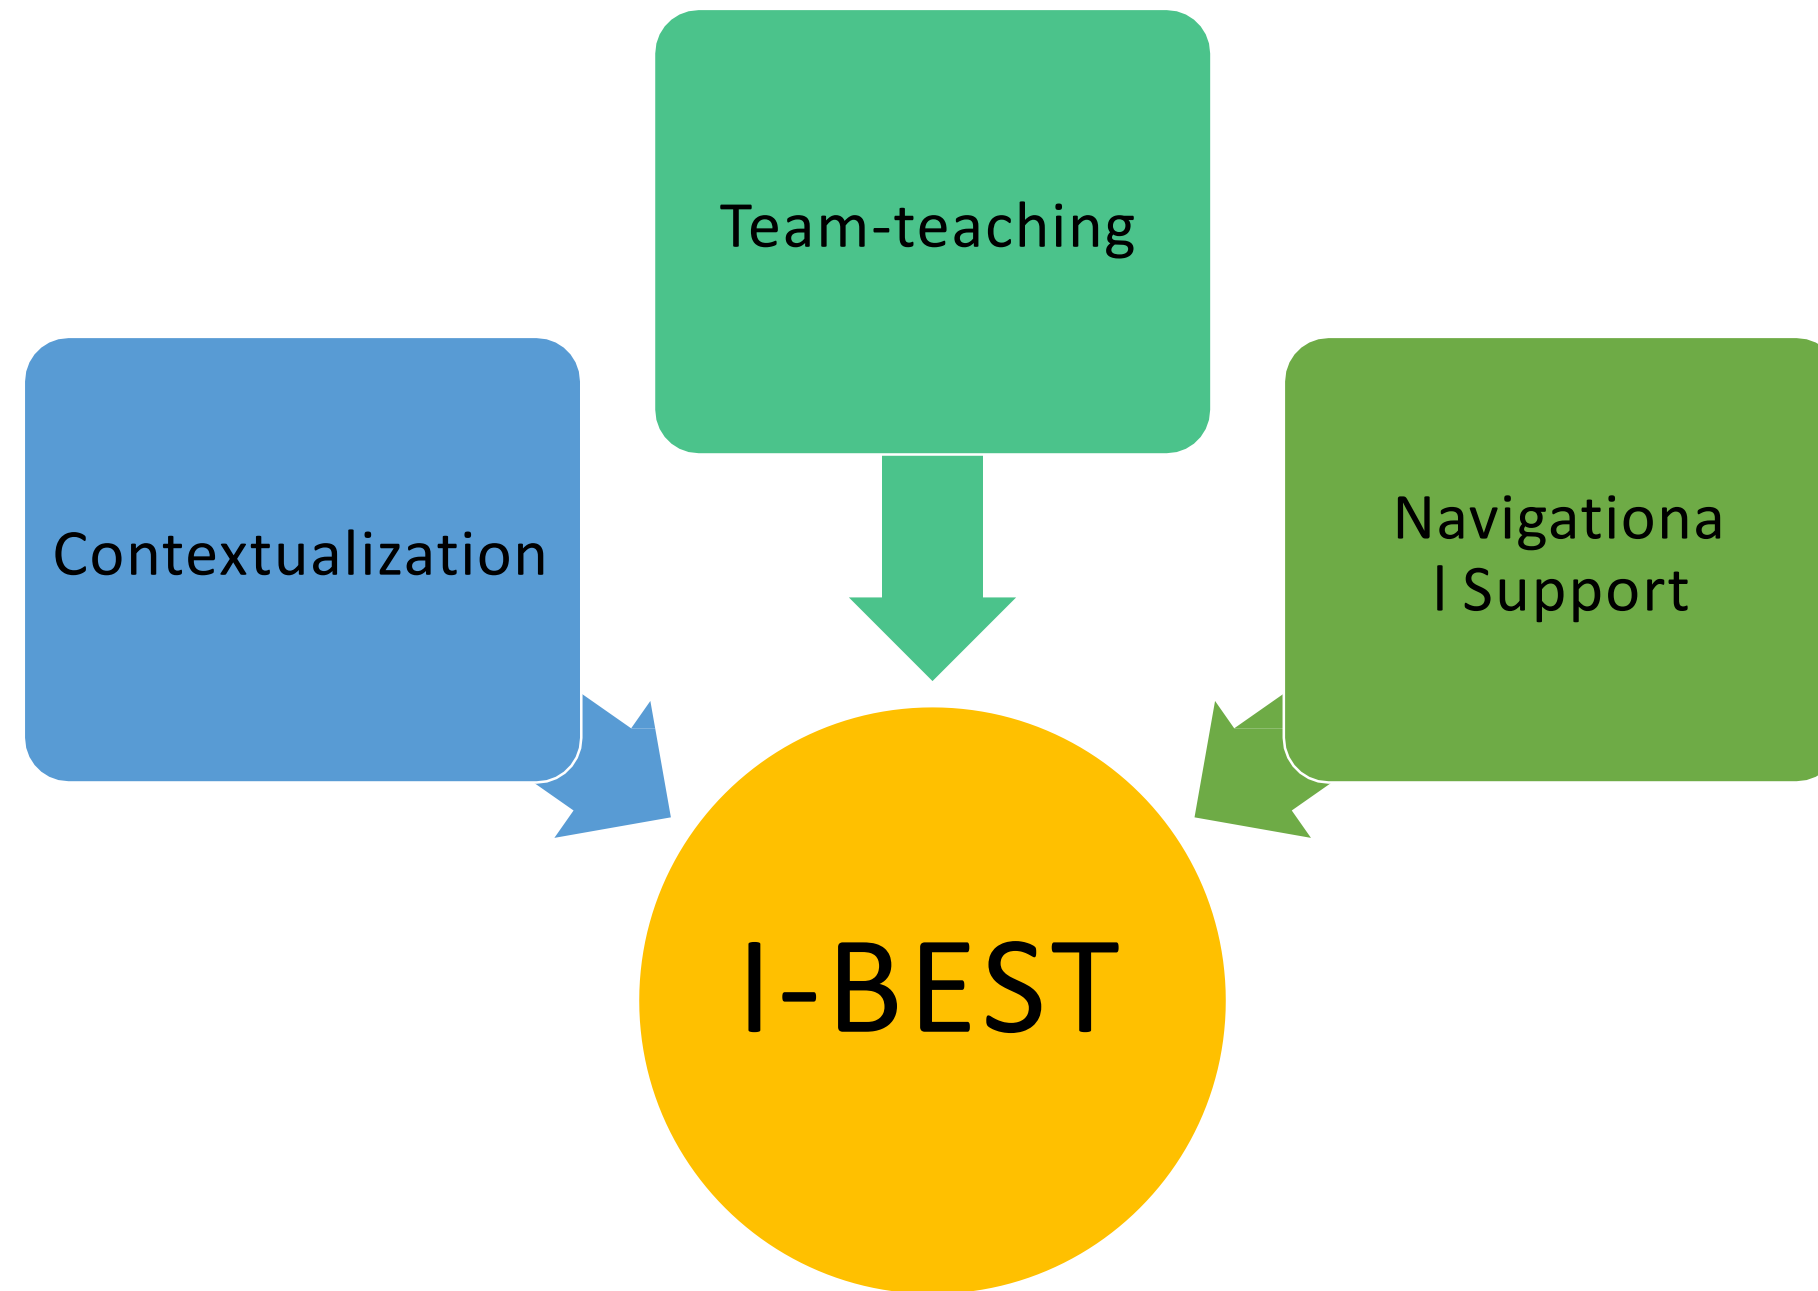 Team-teaching
Contextualization
Navigationa
l Support
I-BEST